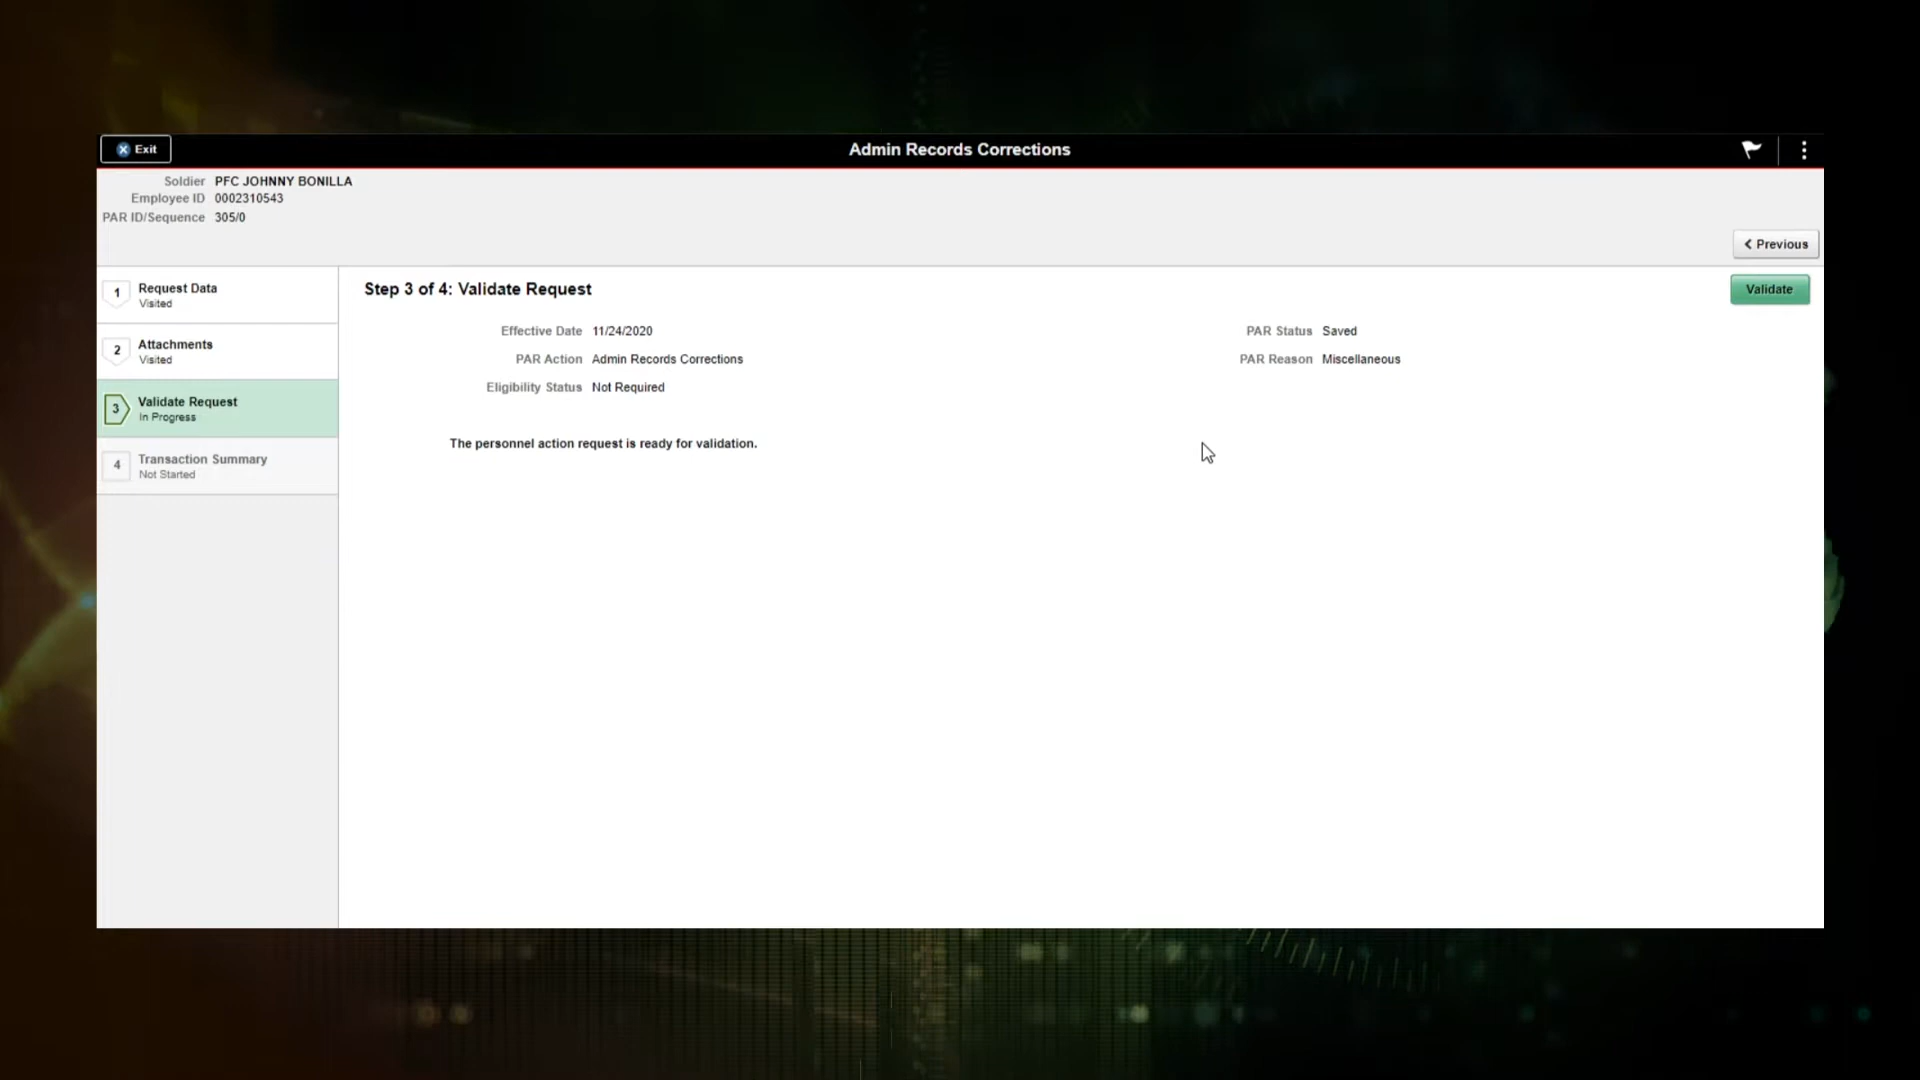 Exit
Admin Records Corrections
Soldier PFC JOHNNY BONILLA
Employee ID 0002310543
PAR ID/Sequence 305/0
Previous
1 Request Data
Visited
2 Attachments
Visited
3 Validate Request
In Progress
4 Transaction Summary
Not Started
Step 3 of 4: Validate Request
Validate
Effective Date 11/24/2020
PAR Status Saved
PAR Action Admin Records Corrections
PAR Reason Miscellaneous
Eligibility Status Not Required
The personnel action request is ready for validation.